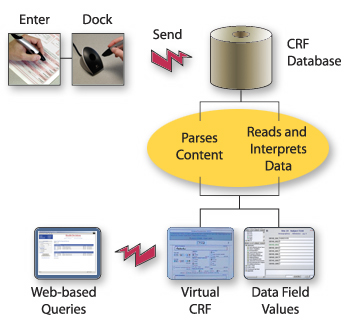 Enter
Dock
Send
CRF
Database
Parses
Content
Reads and
Interprets
Data
Web-based
Queries
Virtual
CRF
Data Field
Values